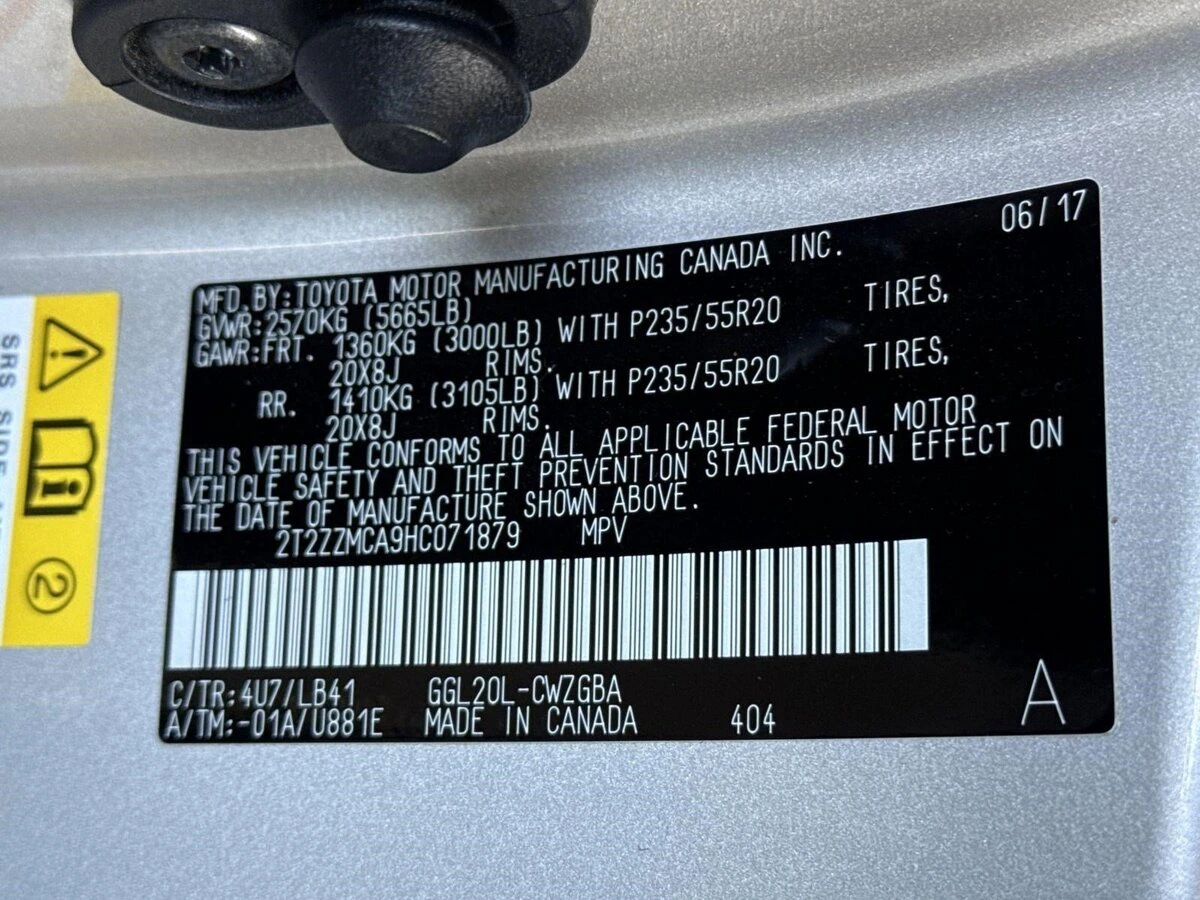 06/17
MFD. BY: TOYOTA MOTOR MANUFACTURING CANADA INC.
GVWR: 2570KG (5665LB)
GAWR: FRT. 1360KG (3000LB) WITH P235/55R20 TIRES,
20X8J RIMS.
RR. 1410KG (3105LB) WITH P235/55R20 TIRES,
20X8J RIMS.
THIS VEHICLE CONFORMS TO ALL APPLICABLE FEDERAL MOTOR
VEHICLE SAFETY AND THEFT PREVENTION STANDARDS IN EFFECT ON
THE DATE OF MANUFACTURE SHOWN ABOVE.
2T2ZZMCA9HC071879 MPV
C/TR: 4U7/LB41 GGL20L-CWZGBA
A/TM: -01A/U881E MADE IN CANADA 404
A
SRS SIDE
2